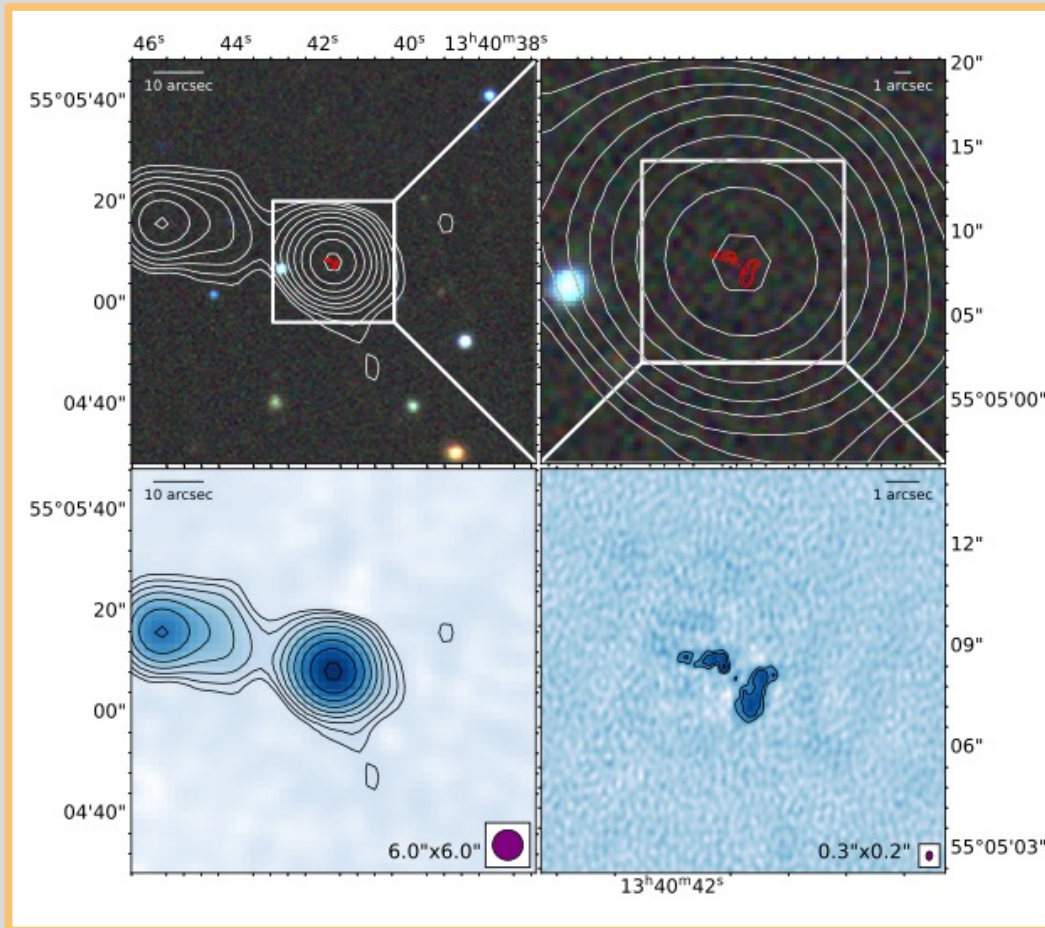 46ˢ 44ˢ 42ˢ 40ˢ 13ʰ40ᵐ38ˢ
10 arcsec
1 arcsec
55°05'40"
20"
00"
04'40"
20"
15"
10"
05"
55°05'00"
10 arcsec
1 arcsec
55°05'40"
20"
00"
04'40"
12"
09"
06"
55°05'03"
6.0"x6.0"
0.3"x0.2"
13ʰ40ᵐ42ˢ